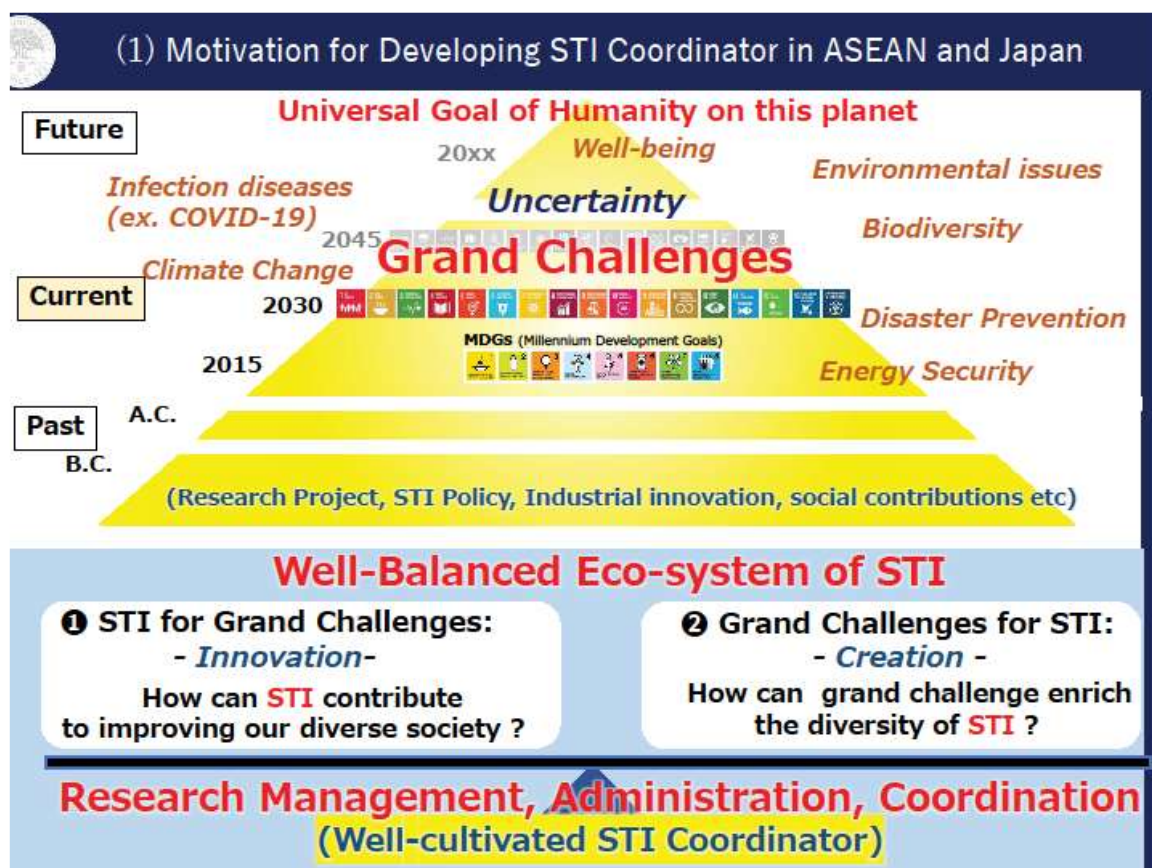 (1) Motivation for Developing STI Coordinator in ASEAN and Japan
Universal Goal of Humanity on this planet
Future
20xx
Well-being
Environmental issues
Infection diseases
(ex. COVID-19)
Uncertainty
2045
Biodiversity
Grand Challenges
Climate Change
Current
2030
Disaster Prevention
MDGs (Millennium Development Goals)
2015
Energy Security
A.C.
Past
B.C.
(Research Project, STI Policy, Industrial innovation, social contributions etc)
Well-Balanced Eco-system of STI
❶ STI for Grand Challenges:
- Innovation-
How can STI contribute
to improving our diverse society ?
❷ Grand Challenges for STI:
- Creation -
How can grand challenge enrich
the diversity of STI ?
Research Management, Administration, Coordination
(Well-cultivated STI Coordinator)